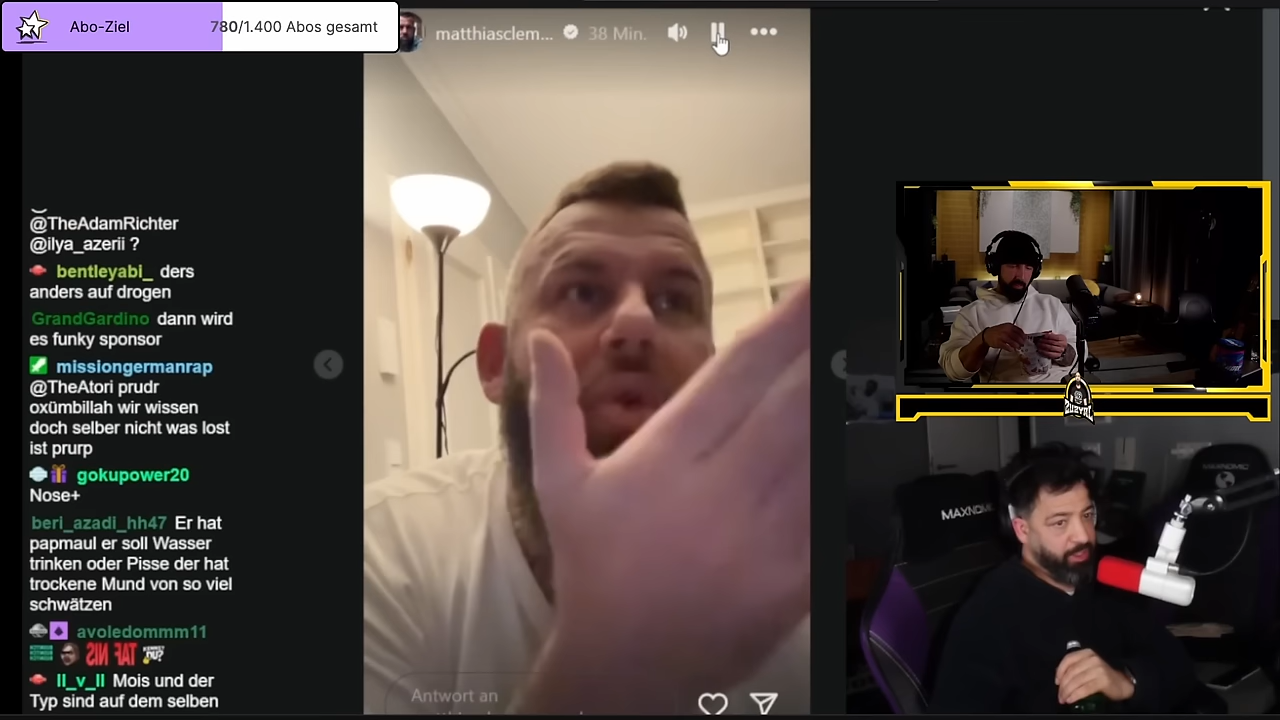 Abo-Ziel
780/1.400 Abos gesamt
matthiasclem... 38 Min.
@TheAdamRichter
@ilya_azerii ?
bentleyabi_ ders
anders auf drogen
GrandGardino dann wird
es funky sponsor
missiongermanrap
@TheAtori prudr
oxümbillah wir wissen
doch selber nicht was lost
ist prurp
gokupower20
Nose+
beri_azadi_hh47 Er hat
papmaul er soll Wasser
trinken oder Pisse der hat
trockene Mund von so viel
schwätzen
avoledommm11
ll_v_ll Mois und der
Typ sind auf dem selben
Antwort an
MAXNOMIC